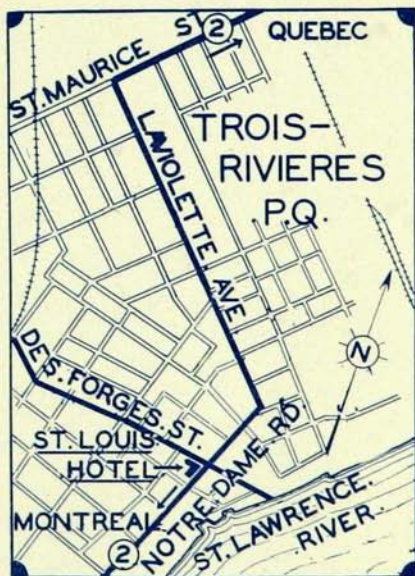 ST. MAURICE ST
2
QUEBEC
TROIS-
RIVIERES
P.Q.
LAVIOLETTE AVE
N
DES. FORGES. ST.
ST. LOUIS
HOTEL
MONTREAL
NOTRE-DAME RD.
2
ST. LAWRENCE.
RIVER.